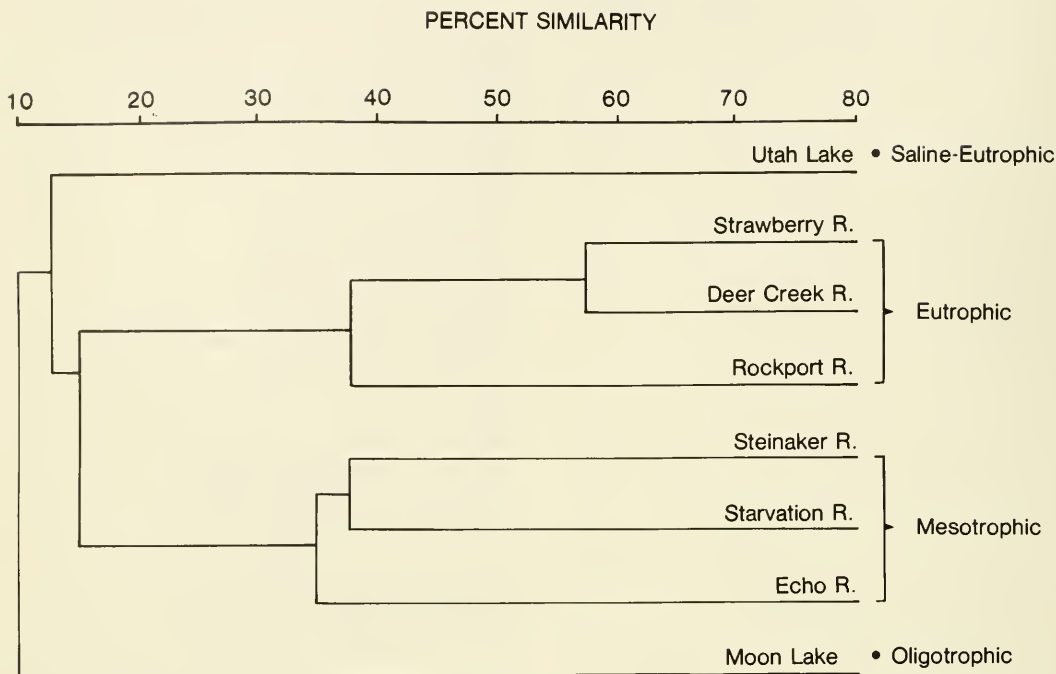 PERCENT SIMILARITY
10 20 30 40 50 60 70 80
Utah Lake • Saline-Eutrophic
Strawberry R.
Deer Creek R.
Eutrophic
Rockport R.
Steinaker R.
Starvation R.
Mesotrophic
Echo R.
Moon Lake • Oligotrophic